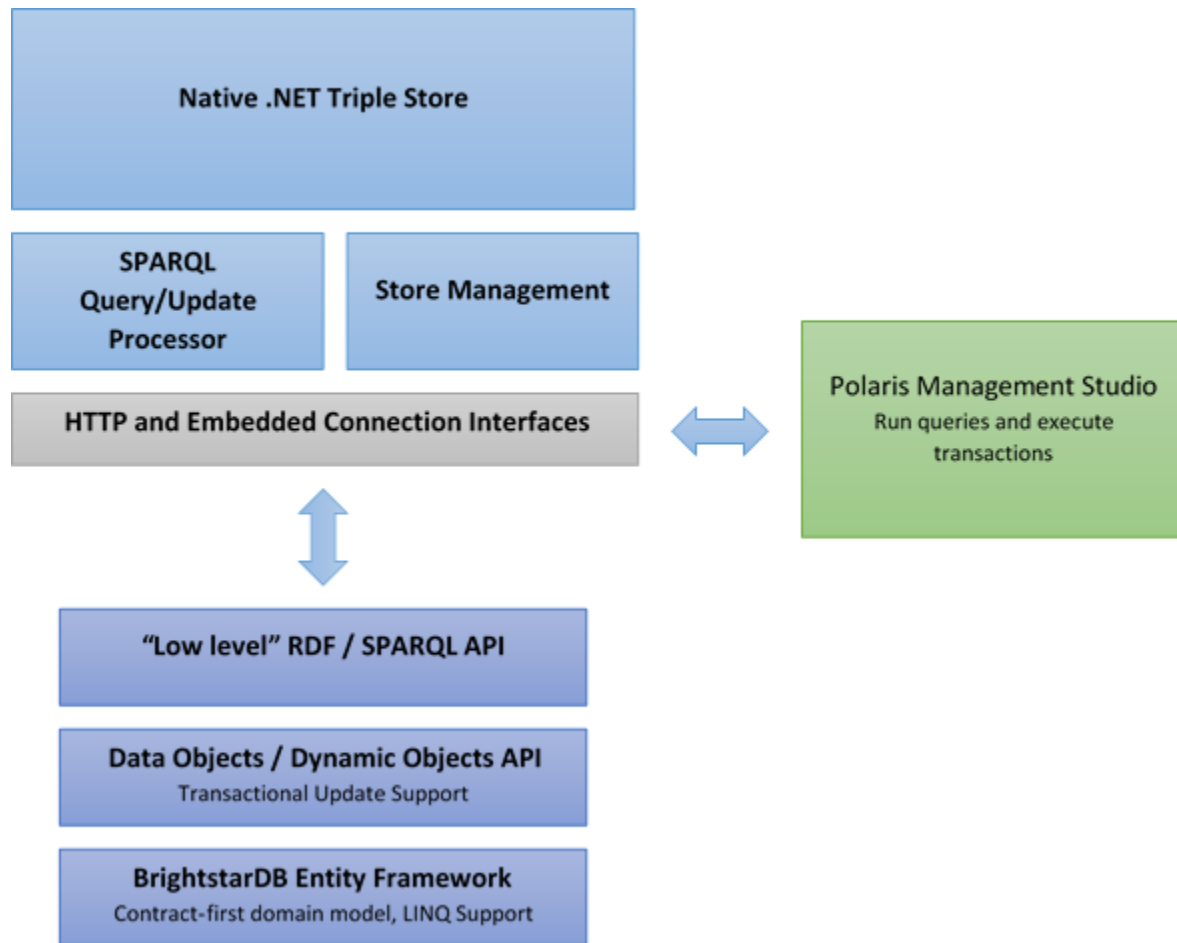 Native .NET Triple Store
SPARQL
Query/Update
Processor
Store Management
HTTP and Embedded Connection Interfaces
Polaris Management Studio
Run queries and execute
transactions
“Low level” RDF / SPARQL API
Data Objects / Dynamic Objects API
Transactional Update Support
BrightstarDB Entity Framework
Contract-first domain model, LINQ Support